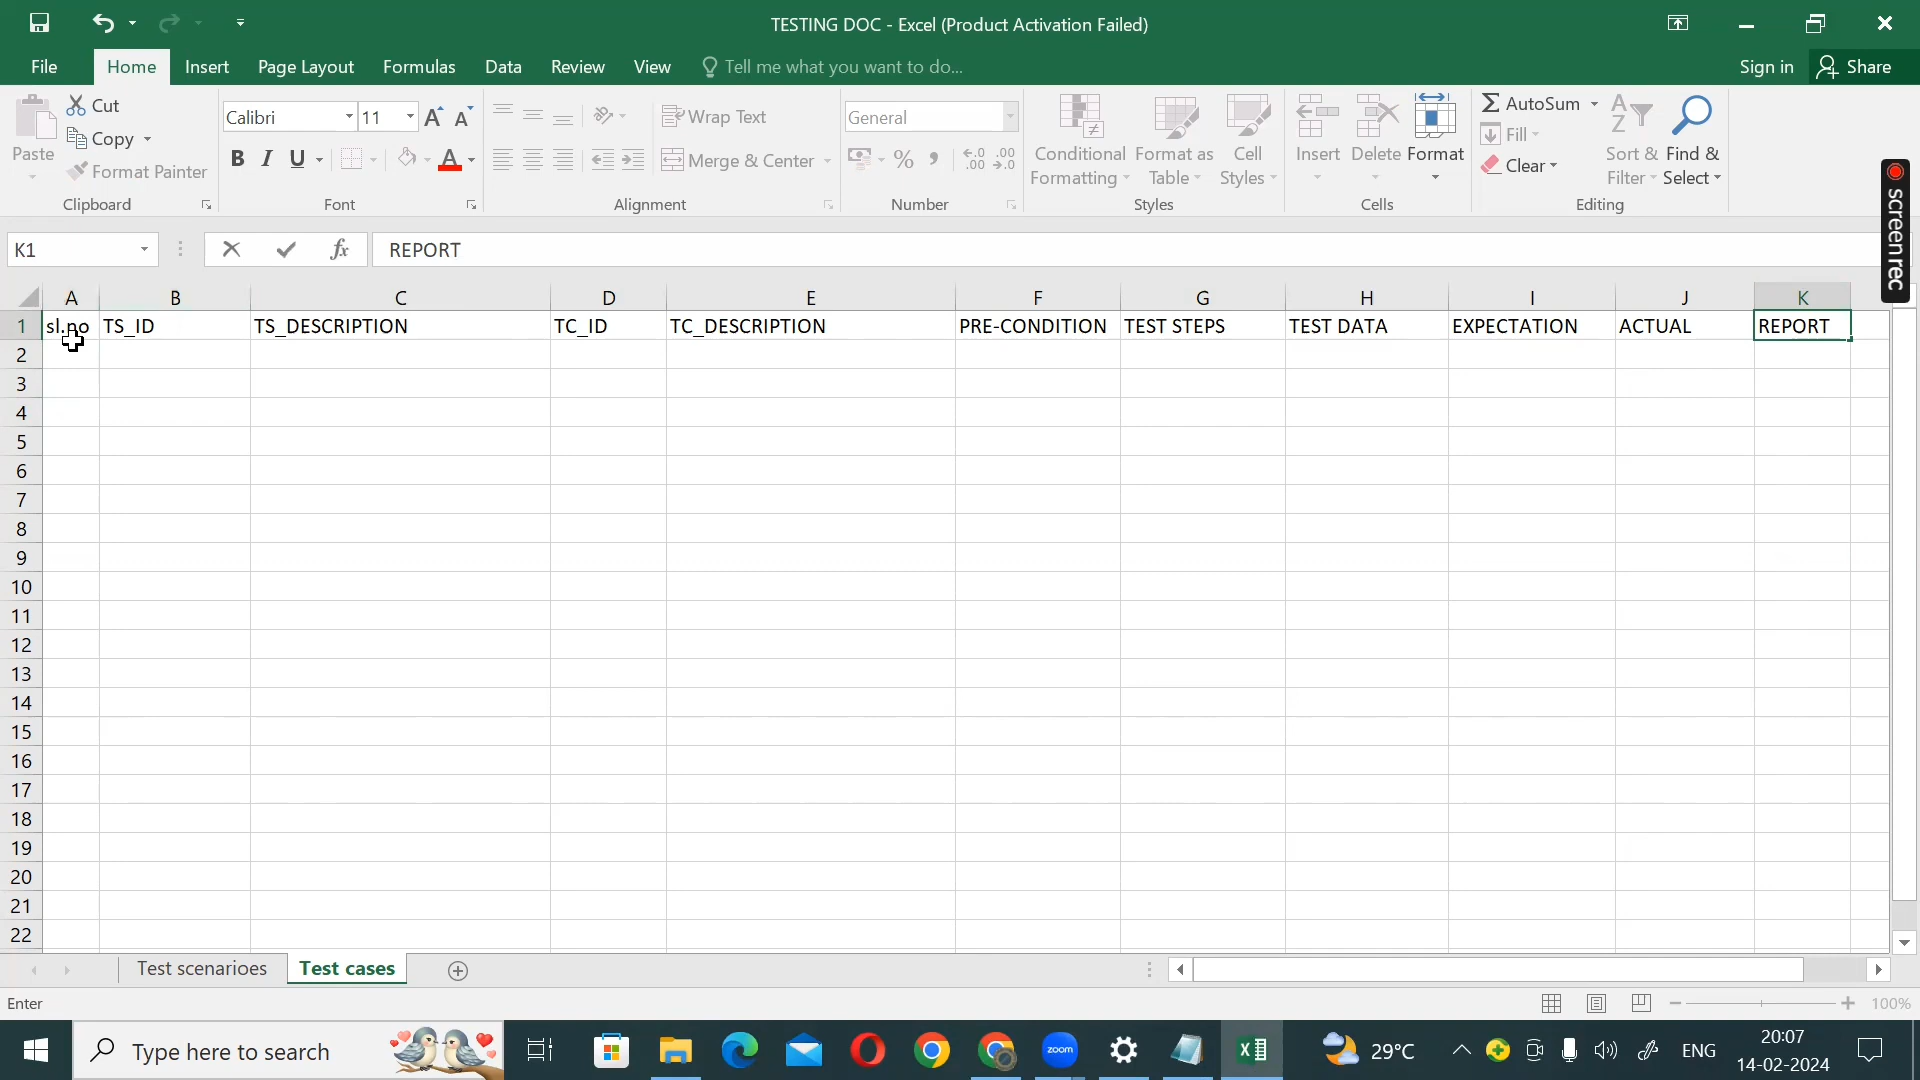 TESTING DOC - Excel (Product Activation Failed)
File Home Insert Page Layout Formulas Data Review View Tell me what you want to do... Sign in Share
Paste
Cut
Copy
Format Painter
Clipboard
Calibri 11 A A
B I U A
Font
Wrap Text
Merge & Center
Alignment
General
% , .0 .00
Number
Conditional Formatting
Format as Table
Cell Styles
Styles
Insert Delete Format
Cells
AutoSum
Fill
Clear
Sort & Filter
Find & Select
Editing
screenrec
K1 fx REPORT
A B C D E F G H I J K
1 sl.no TS_ID TS_DESCRIPTION TC_ID TC_DESCRIPTION PRE-CONDITION TEST STEPS TEST DATA EXPECTATION ACTUAL REPORT
2
3
4
5
6
7
8
9
10
11
12
13
14
15
16
17
18
19
20
21
22
Test scenarioes Test cases
Enter 100%
Type here to search zoom 29°C ENG 20:07
14-02-2024